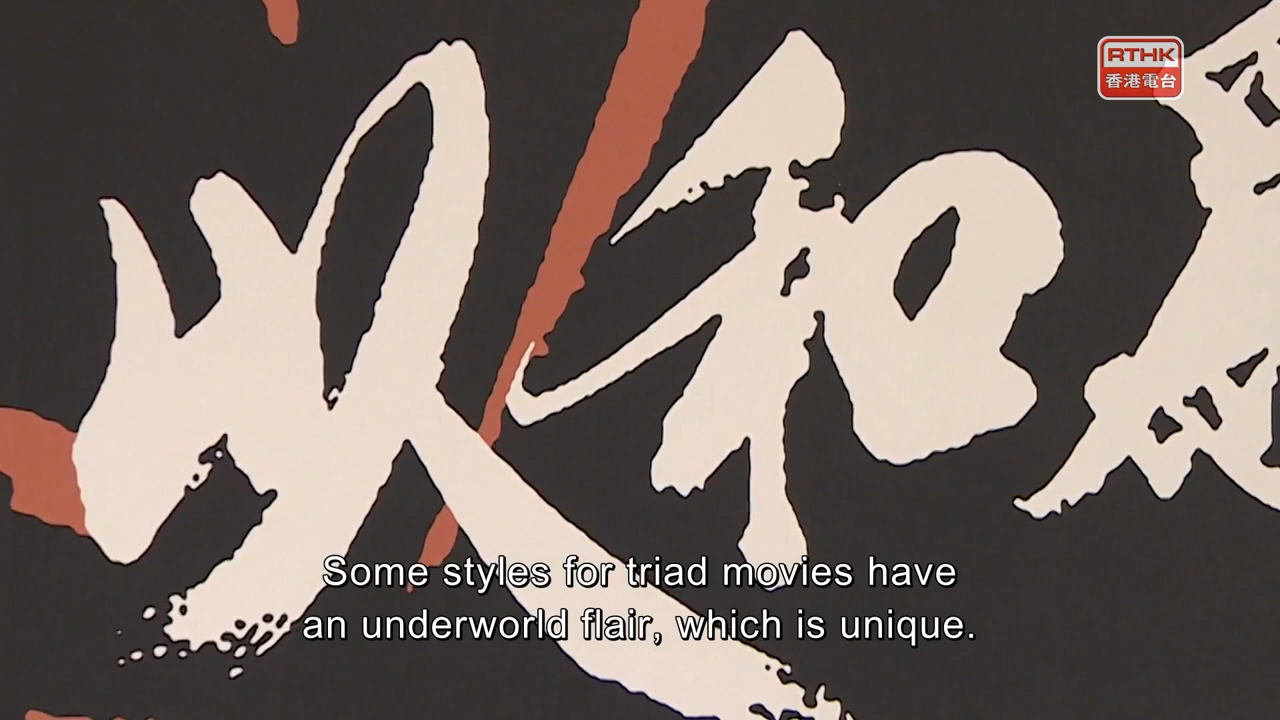 RTHK
香港電台
以和
Some styles for triad movies have
an underworld flair, which is unique.